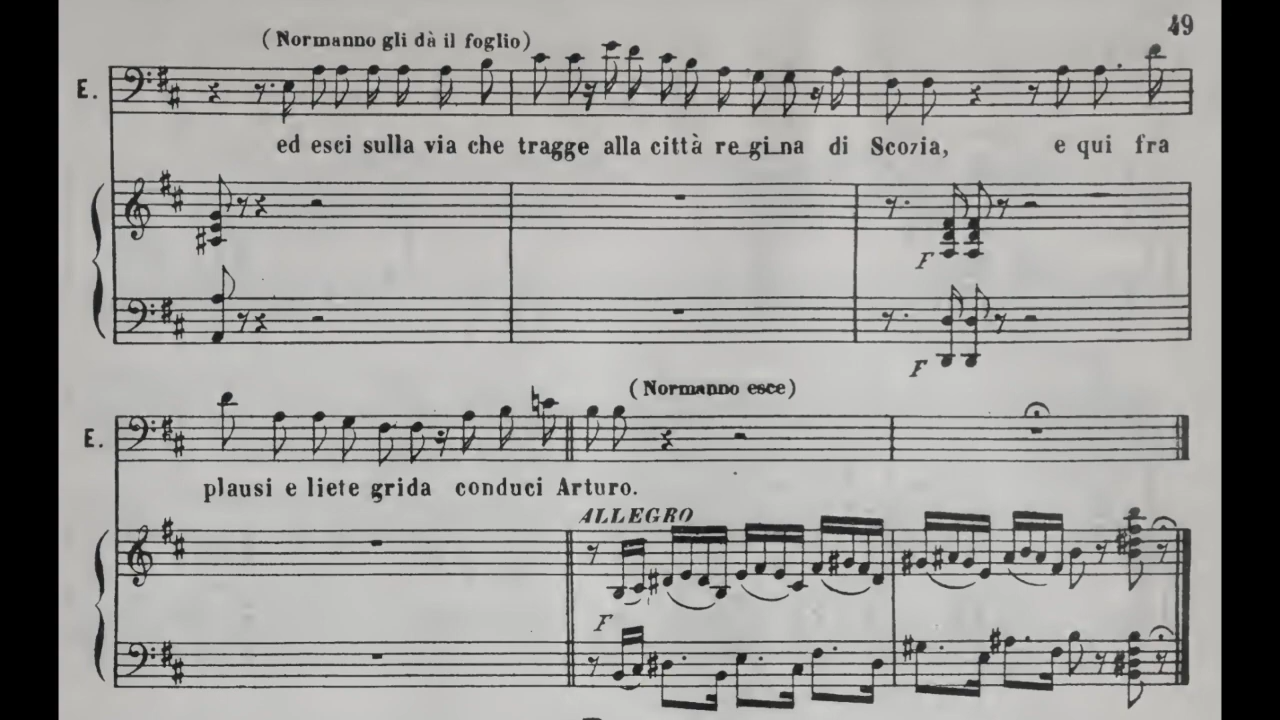 49
(Normanno gli dà il foglio)
E.
ed esci sulla via che tragge alla città re_gi_na di Scozia, e qui fra
F
F
(Normanno esce)
E.
plausi e liete grida conduci Arturo.
ALLEGRO
F